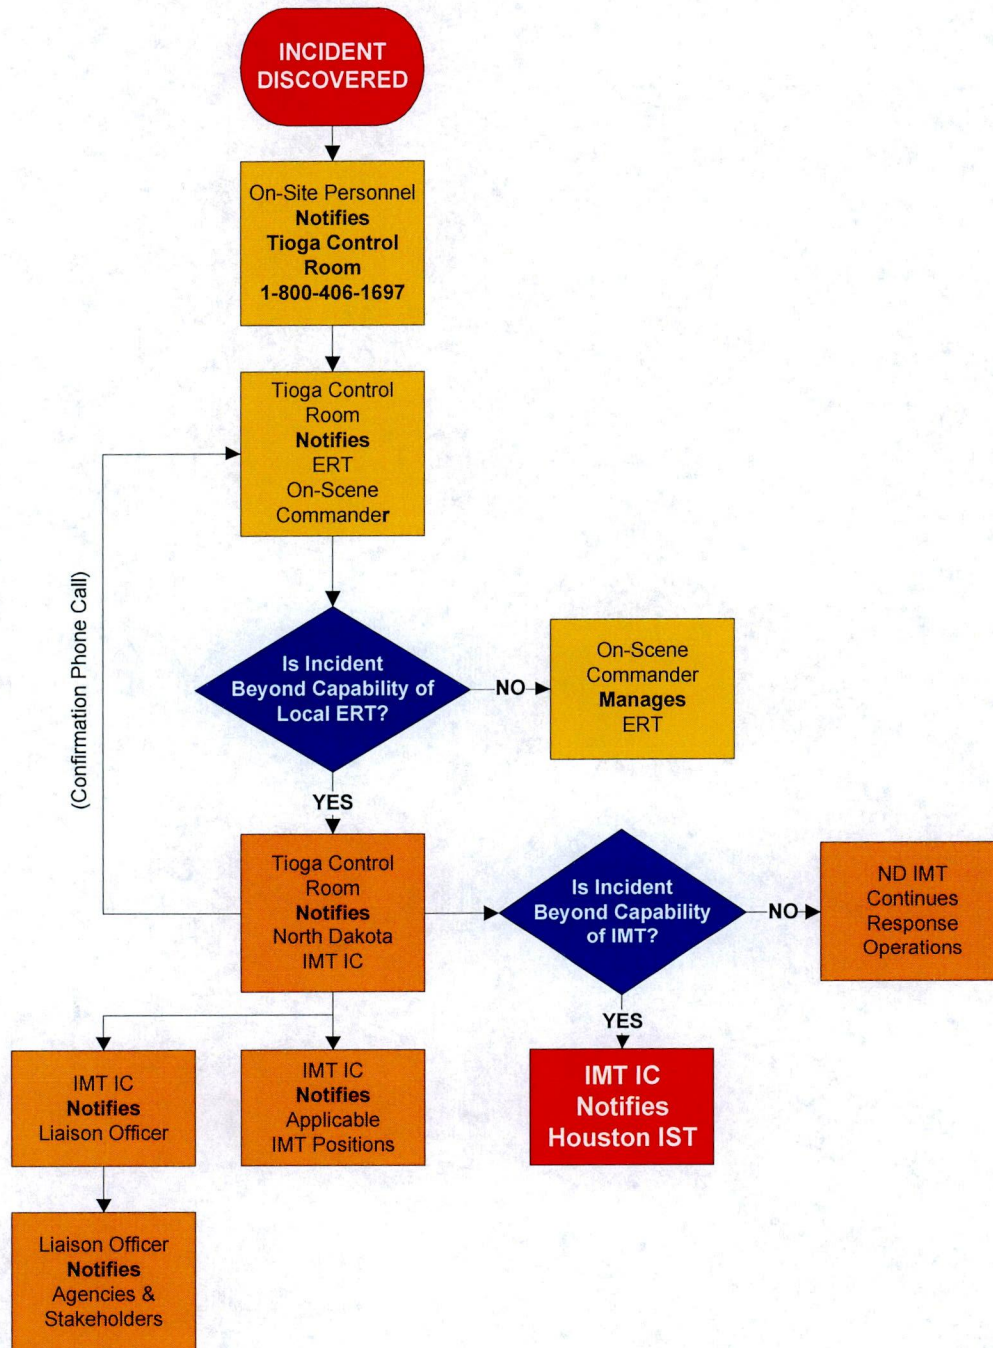 INCIDENT
DISCOVERED
On-Site Personnel
Notifies
Tioga Control
Room
1-800-406-1697
Tioga Control
Room
Notifies
ERT
On-Scene
Commander
(Confirmation Phone Call)
Is Incident
Beyond Capability of
Local ERT?
NO
On-Scene
Commander
Manages
ERT
YES
Tioga Control
Room
Notifies
North Dakota
IMT IC
Is Incident
Beyond Capability
of IMT?
NO
ND IMT
Continues
Response
Operations
YES
IMT IC
Notifies
Liaison Officer
IMT IC
Notifies
Applicable
IMT Positions
IMT IC
Notifies
Houston IST
Liaison Officer
Notifies
Agencies &
Stakeholders